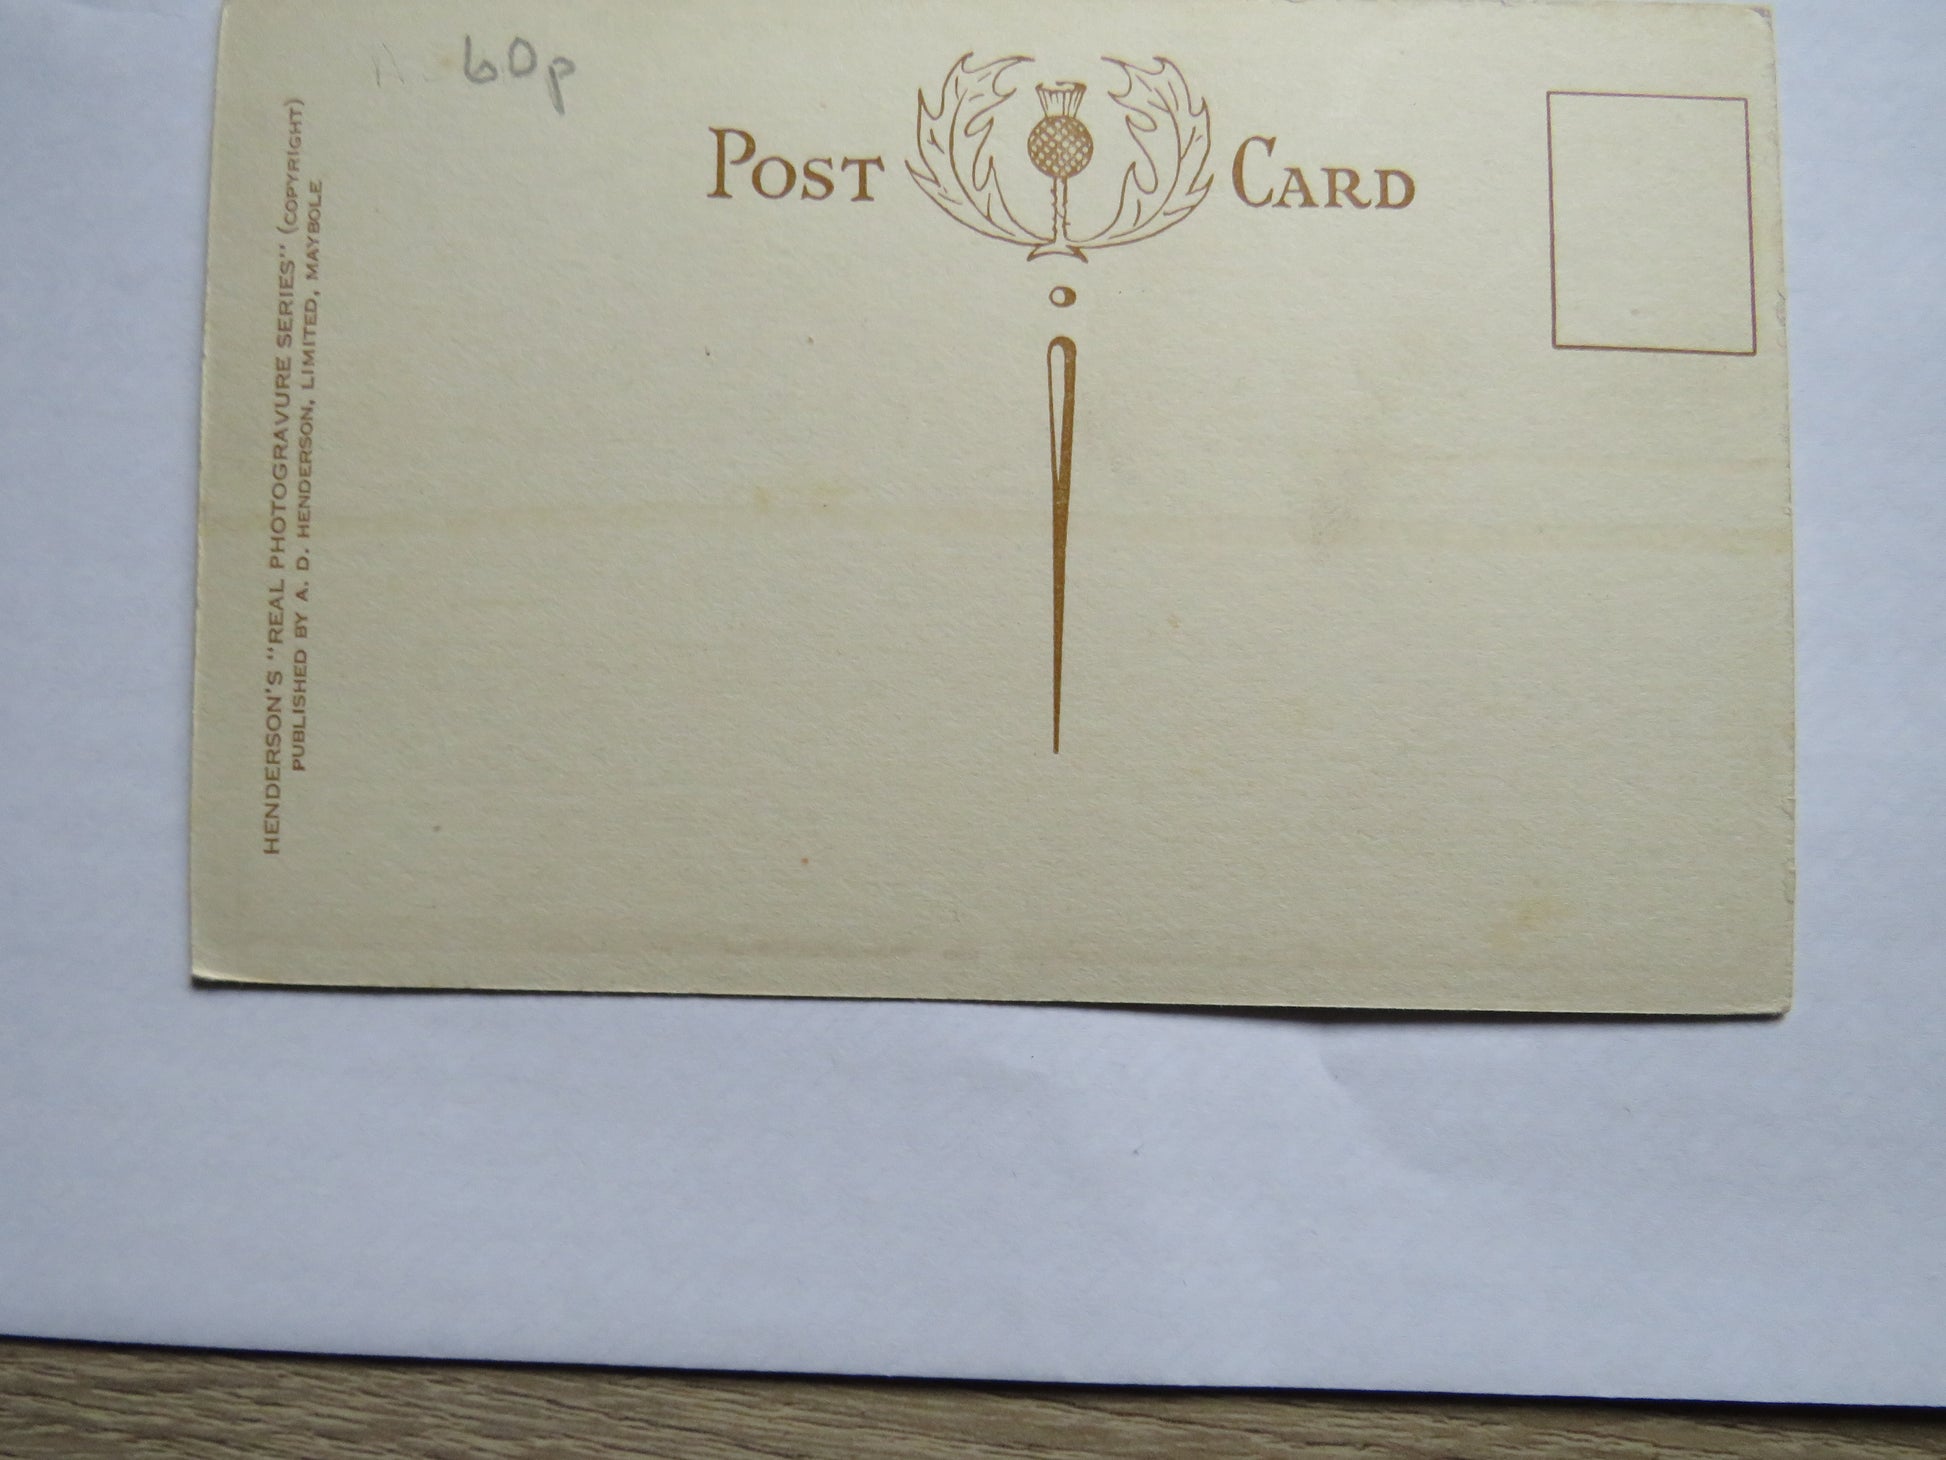 60p
POST CARD
HENDERSON'S "REAL PHOTOGRAVURE SERIES" (COPYRIGHT)
PUBLISHED BY A. D. HENDERSON, LIMITED, MAYBOLE